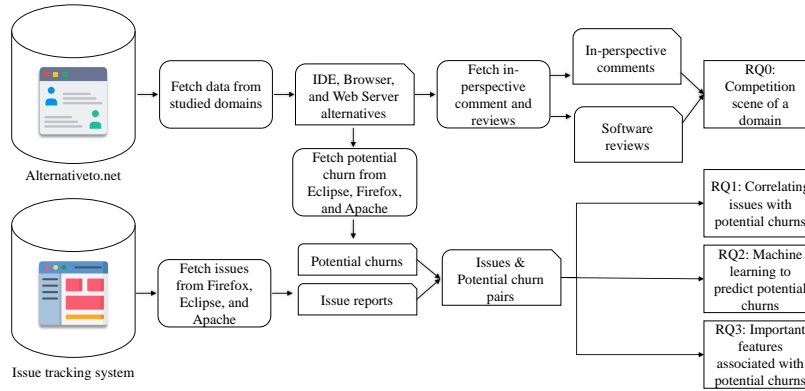 Alternativeto.net
Fetch data from
studied domains
IDE, Browser,
and Web Server
alternatives
Fetch in-
perspective
comment and
reviews
In-perspective
comments
Software
reviews
RQ0:
Competition
scene of a
domain
Fetch potential
churn from
Eclipse, Firefox,
and Apache
Issue tracking system
Fetch issues
from Firefox,
Eclipse, and
Apache
Potential churns
Issue reports
Issues &
Potential churn
pairs
RQ1: Correlating
issues with
potential churns
RQ2: Machine
learning to
predict potential
churns
RQ3: Important
features
associated with
potential churns